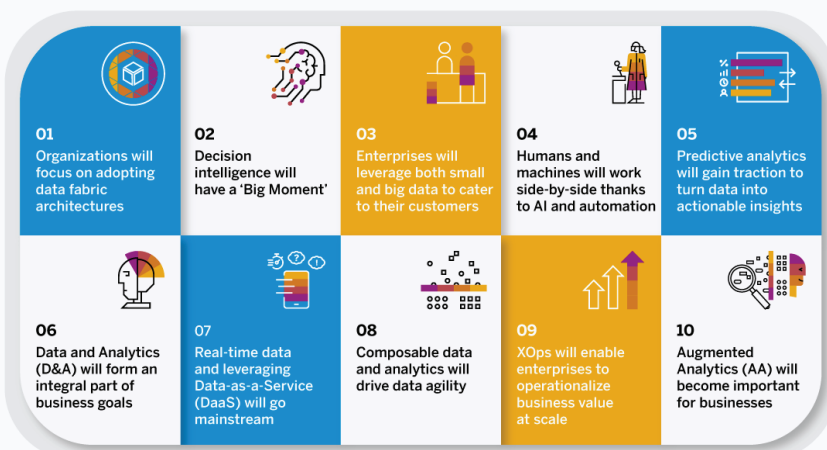 01
Organizations will
focus on adopting
data fabric
architectures
02
Decision
intelligence will
have a ‘Big Moment’
03
Enterprises will
leverage both small
and big data to cater
to their customers
04
Humans and
machines will work
side-by-side thanks
to AI and automation
05
Predictive analytics
will gain traction to
turn data into
actionable insights
06
Data and Analytics
(D&A) will form an
integral part of
business goals
07
Real-time data
and leveraging
Data-as-a-Service
(DaaS) will go
mainstream
08
Composable data
and analytics will
drive data agility
09
XOps will enable
enterprises to
operationalize
business value
at scale
10
Augmented
Analytics (AA) will
become important
for businesses